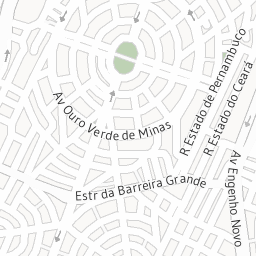 Av Ouro Verde de Minas
R Estado de Pernambuco
R Estado do Ceará
Estr da Barreira Grande
Av Engenho Novo